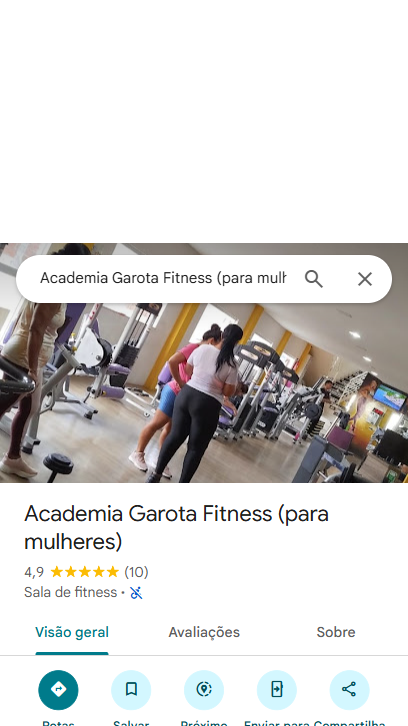 Academia Garota Fitness (para mulh
Academia Garota Fitness (para
mulheres)
4,9 (10)
Sala de fitness ·
Visão geral Avaliações Sobre
Rotas Salvar Próximo Enviar para Compartilha